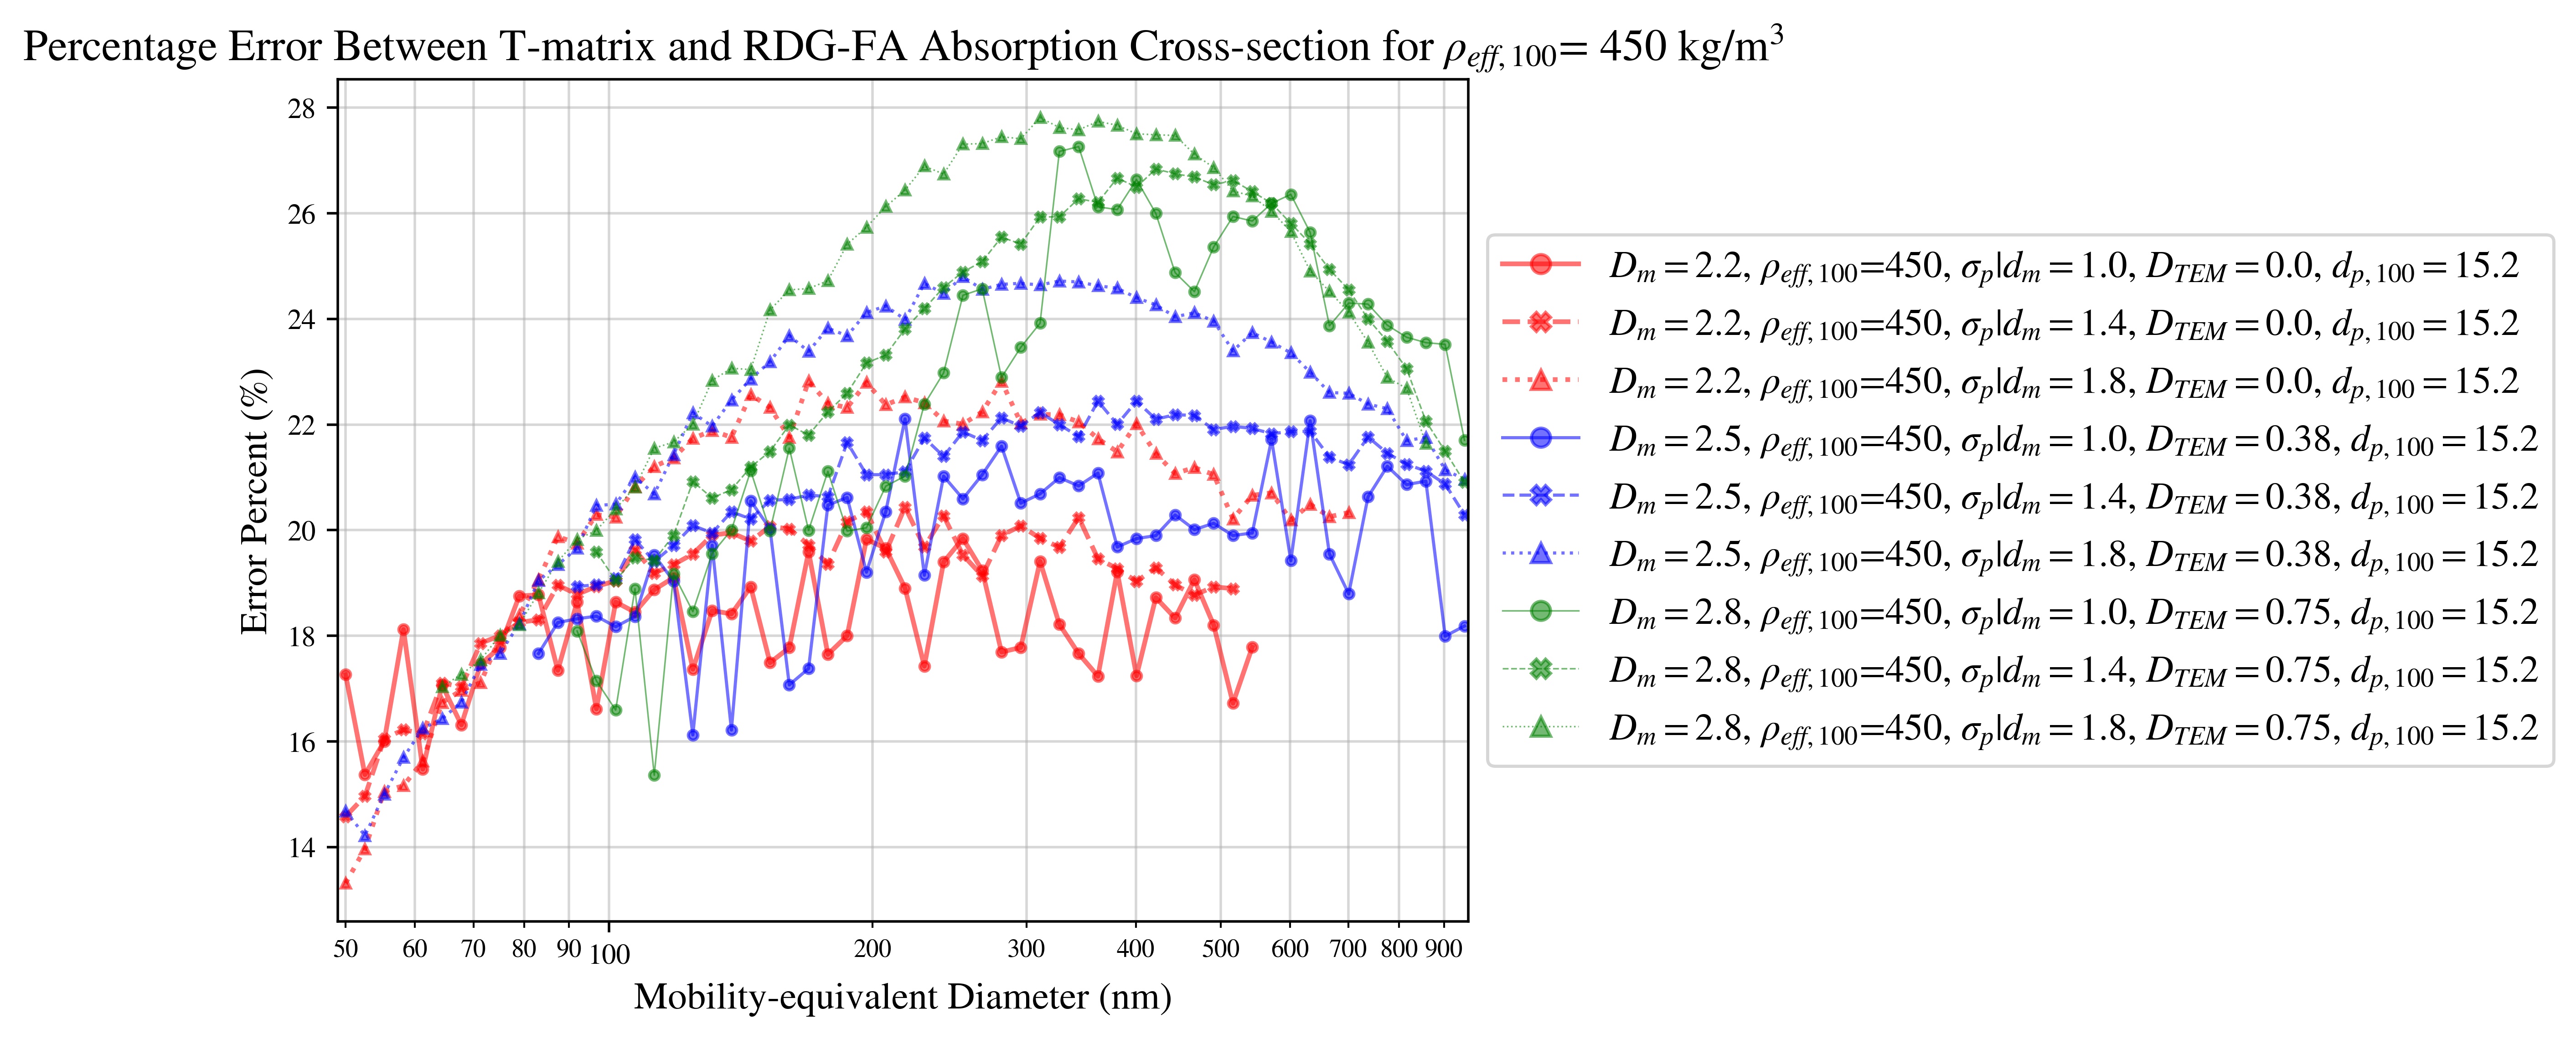 Percentage Error Between T-matrix and RDG-FA Absorption Cross-section for ρeff, 100= 450 kg/m³
Error Percent (%)
28
26
24
22
20
18
16
14
50 60 70 80 90 100 200 300 400 500 600 700 800 900
Mobility-equivalent Diameter (nm)
Dm = 2.2, ρeff, 100=450, σp|dm = 1.0, DTEM = 0.0, dp, 100 = 15.2
Dm = 2.2, ρeff, 100=450, σp|dm = 1.4, DTEM = 0.0, dp, 100 = 15.2
Dm = 2.2, ρeff, 100=450, σp|dm = 1.8, DTEM = 0.0, dp, 100 = 15.2
Dm = 2.5, ρeff, 100=450, σp|dm = 1.0, DTEM = 0.38, dp, 100 = 15.2
Dm = 2.5, ρeff, 100=450, σp|dm = 1.4, DTEM = 0.38, dp, 100 = 15.2
Dm = 2.5, ρeff, 100=450, σp|dm = 1.8, DTEM = 0.38, dp, 100 = 15.2
Dm = 2.8, ρeff, 100=450, σp|dm = 1.0, DTEM = 0.75, dp, 100 = 15.2
Dm = 2.8, ρeff, 100=450, σp|dm = 1.4, DTEM = 0.75, dp, 100 = 15.2
Dm = 2.8, ρeff, 100=450, σp|dm = 1.8, DTEM = 0.75, dp, 100 = 15.2